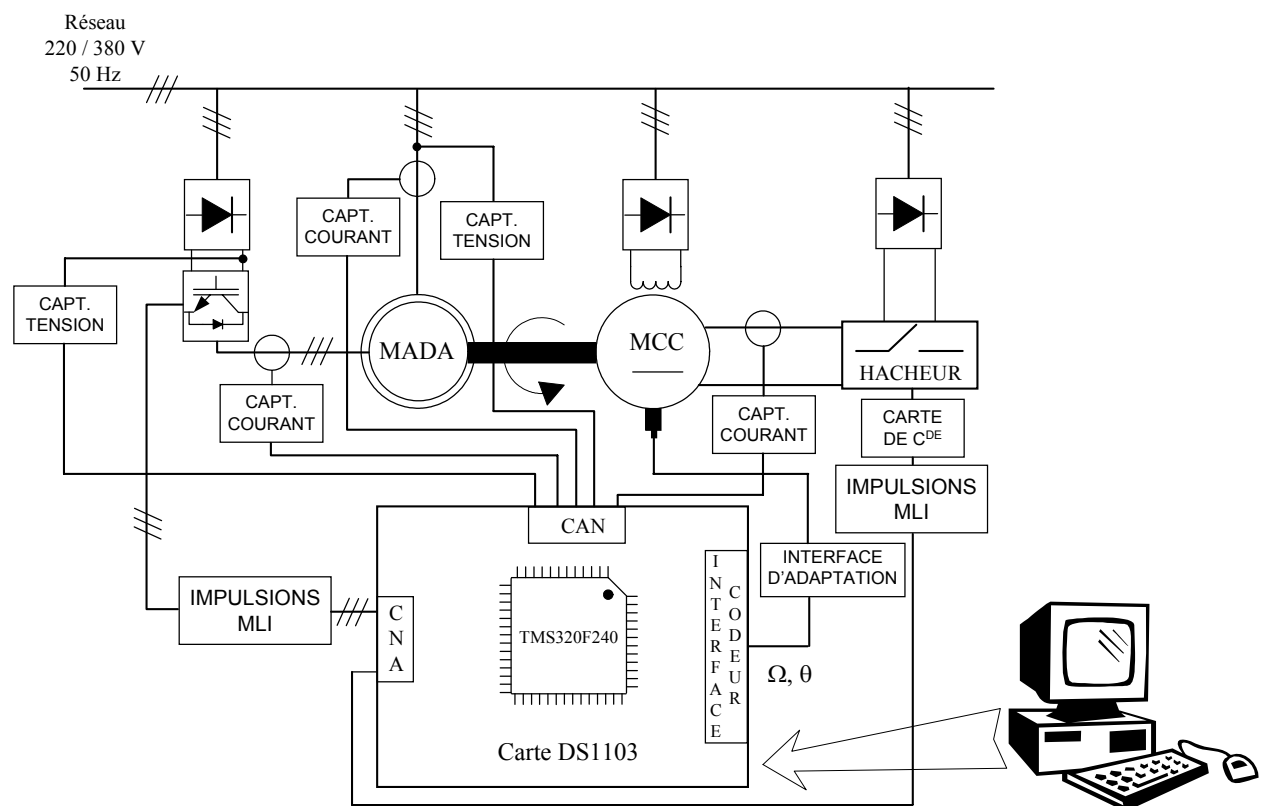 Réseau
220 / 380 V
50 Hz
CAPT.
COURANT
CAPT.
TENSION
CAPT.
TENSION
MADA
MCC
HACHEUR
CAPT.
COURANT
CAPT.
COURANT
CARTE
DE C^DE
IMPULSIONS
MLI
CAN
INTERFACE
D'ADAPTATION
IMPULSIONS
MLI
CNA
TMS320F240
INTERFACE
CODEUR
Ω, θ
Carte DS1103